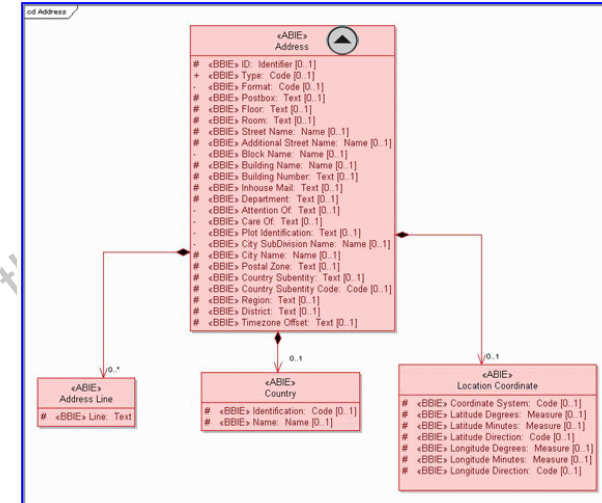 cd Address
«ABIE»
Address
# «BBIE» ID: Identifier [0..1]
+ «BBIE» Type: Code [0..1]
- «BBIE» Format: Code [0..1]
# «BBIE» Postbox: Text [0..1]
# «BBIE» Floor: Text [0..1]
# «BBIE» Room: Text [0..1]
# «BBIE» Street Name: Name [0..1]
# «BBIE» Additional Street Name: Name [0..1]
- «BBIE» Block Name: Name [0..1]
# «BBIE» Building Name: Name [0..1]
# «BBIE» Building Number: Text [0..1]
# «BBIE» Inhouse Mail: Text [0..1]
# «BBIE» Department: Text [0..1]
- «BBIE» Attention Of: Text [0..1]
- «BBIE» Care Of: Text [0..1]
- «BBIE» Plot Identification: Text [0..1]
- «BBIE» City SubDivision Name: Name [0..1]
# «BBIE» City Name: Name [0..1]
# «BBIE» Postal Zone: Text [0..1]
# «BBIE» Country Subentity: Text [0..1]
# «BBIE» Country Subentity Code: Code [0..1]
# «BBIE» Region: Text [0..1]
# «BBIE» District: Text [0..1]
# «BBIE» Timezone Offset: Text [0..1]
0..*
«ABIE»
Address Line
# «BBIE» Line: Text
0..1
«ABIE»
Country
# «BBIE» Identification: Code [0..1]
# «BBIE» Name: Name [0..1]
0..1
«ABIE»
Location Coordinate
# «BBIE» Coordinate System: Code [0..1]
# «BBIE» Latitude Degrees: Measure [0..1]
# «BBIE» Latitude Minutes: Measure [0..1]
# «BBIE» Latitude Direction: Code [0..1]
# «BBIE» Longitude Degrees: Measure [0..1]
# «BBIE» Longitude Minutes: Measure [0..1]
# «BBIE» Longitude Direction: Code [0..1]